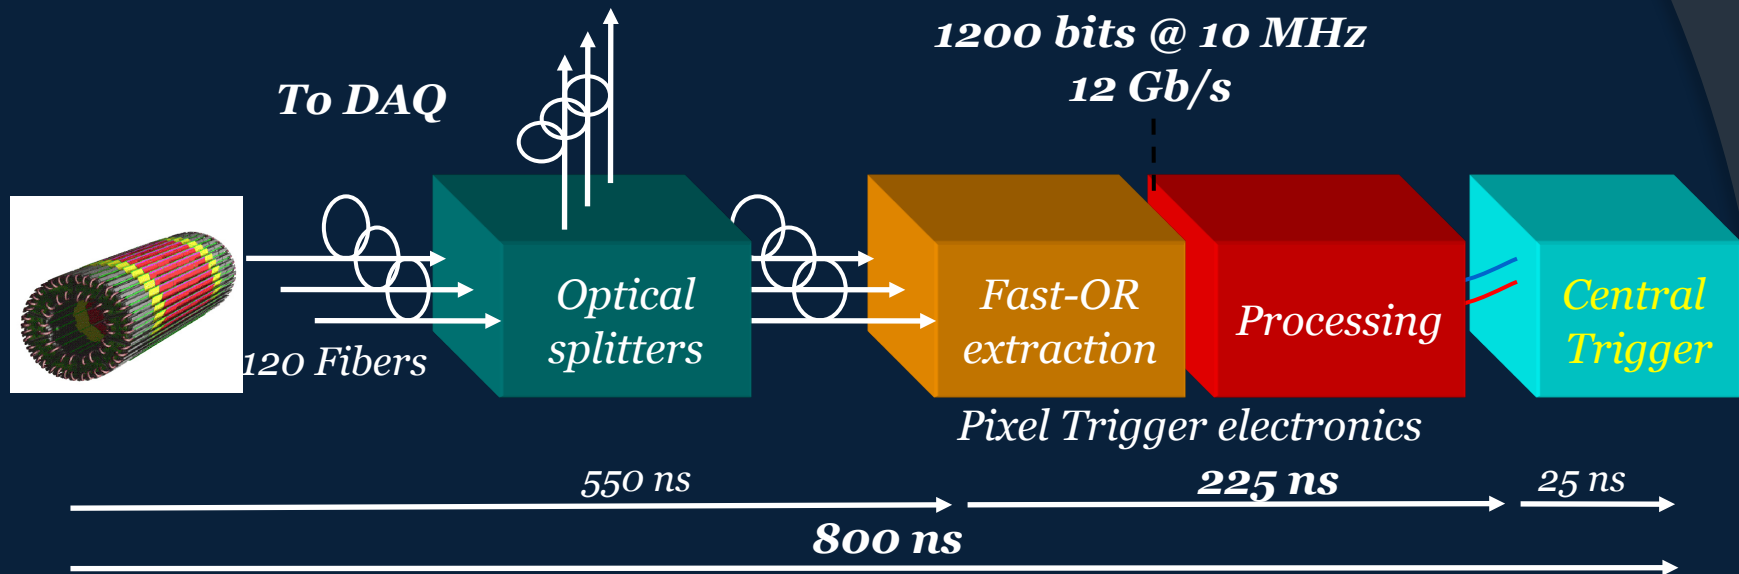 1200 bits @ 10 MHz
12 Gb/s
To DAQ
120 Fibers
Optical
splitters
Fast-OR
extraction
Processing
Central
Trigger
Pixel Trigger electronics
550 ns
225 ns
25 ns
800 ns